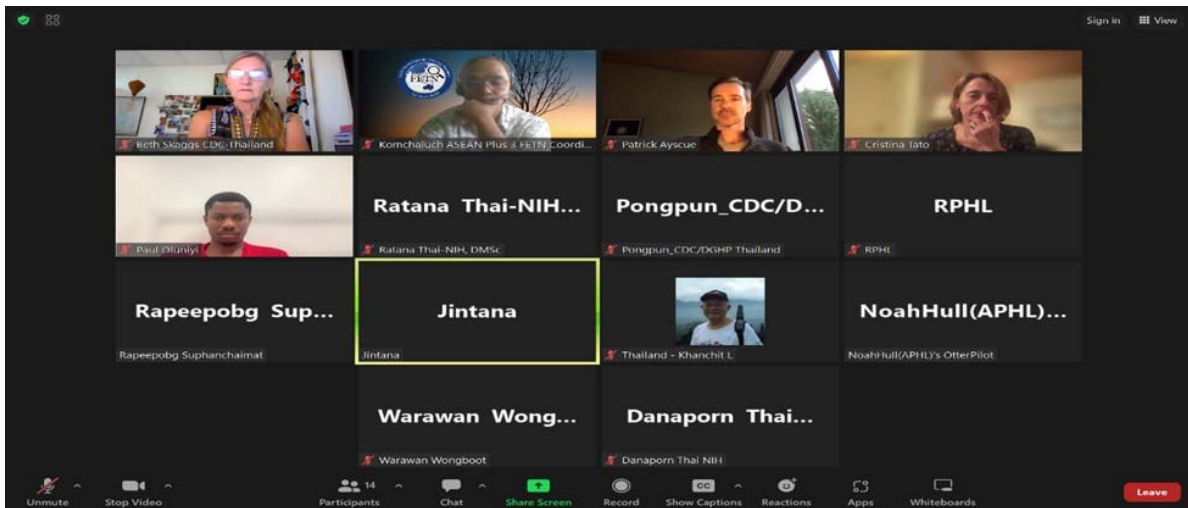 Sign in View
FETN
Beth Skaggs CDC-Thailand
Komchaluch ASEAN Plus 3 FETN Coordi...
Patrick Ayscue
Cristina Tato
Ratana Thai-NIH...
Pongpun_CDC/D...
RPHL
Paul Oluniyi
Ratana Thai-NIH, DMSc
Pongpun_CDC/DGHP Thailand
RPHL
Rapeepobg Sup...
Jintana
NoahHull(APHL)...
Rapeepobg Suphanchaimat
Jintana
Thailand - Khanchit L
NoahHull(APHL)'s OtterPilot
Warawan Wong...
Danaporn Thai...
Warawan Wongboot
Danaporn Thai NIH
14
CC
Unmute
Stop Video
Participants
Chat
Share Screen
Record
Show Captions
Reactions
Apps
Whiteboards
Leave